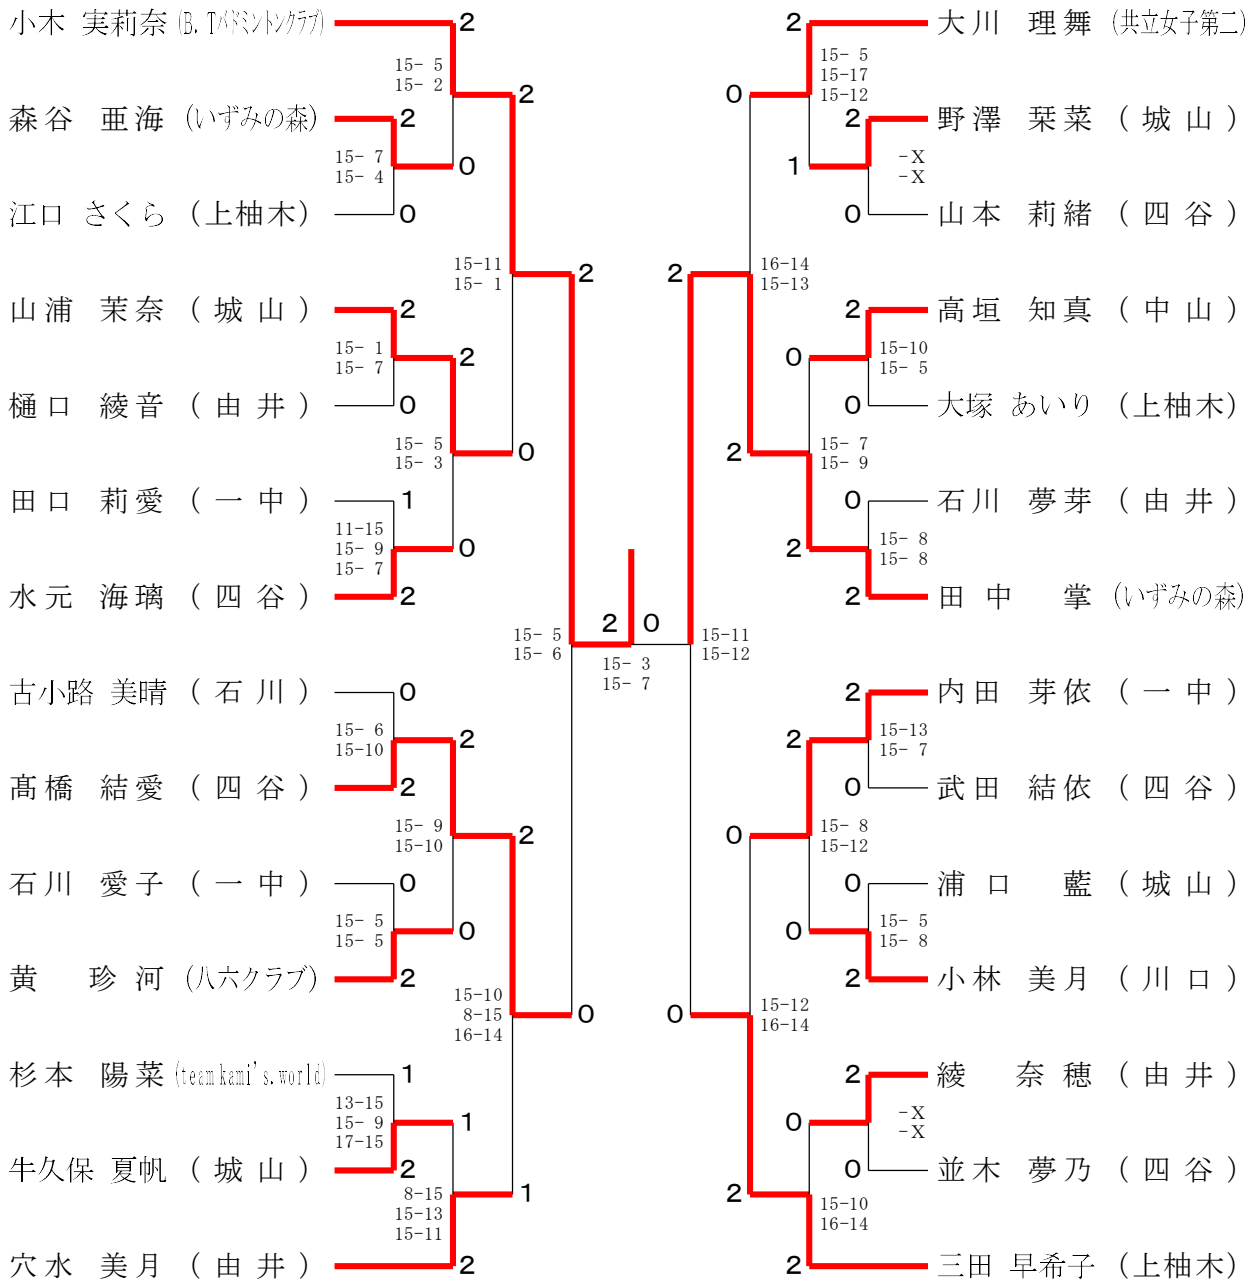 小木 実莉奈 (B.Tバドミントンクラブ) 2
15- 5
15- 2
2
森谷 亜海 (いずみの森) 2
15- 7
15- 4
0
江口 さくら (上柚木) 0
15-11
15- 1
2
山浦 茉奈 (城山) 2
15- 1
15- 7
2
樋口 綾音 (由井) 0
15- 5
15- 3
0
田口 莉愛 (一中) 1
11-15
15- 9
15- 7
0
水元 海璃 (四谷) 2
15- 5
15- 6
古小路 美晴 (石川) 0
15- 6
15-10
2
髙橋 結愛 (四谷) 2
15- 9
15-10
2
石川 愛子 (一中) 0
15- 5
15- 5
0
黄 珍河 (八六クラブ) 2
15-10
8-15
16-14
0
杉本 陽菜 (team kami's.world) 1
13-15
15- 9
17-15
1
牛久保 夏帆 (城山) 2
8-15
15-13
15-11
1
穴水 美月 (由井) 2
2 0
15- 3
15- 7
2 大川 理舞 (共立女子第二)
15- 5
15-17
15-12
0
2 野澤 栞菜 (城山)
-X
-X
1
0 山本 莉緒 (四谷)
16-14
15-13
2
2 高垣 知真 (中山)
15-10
15- 5
0
0 大塚 あいり (上柚木)
15- 7
15- 9
2
0 石川 夢芽 (由井)
15- 8
15- 8
2
2 田中 掌 (いずみの森)
15-11
15-12
2 内田 芽依 (一中)
15-13
15- 7
2
0 武田 結依 (四谷)
15- 8
15-12
0
0 浦口 藍 (城山)
15- 5
15- 8
0
2 小林 美月 (川口)
15-12
16-14
0
2 綾 奈穂 (由井)
-X
-X
0
0 並木 夢乃 (四谷)
15-10
16-14
2
2 三田 早希子 (上柚木)